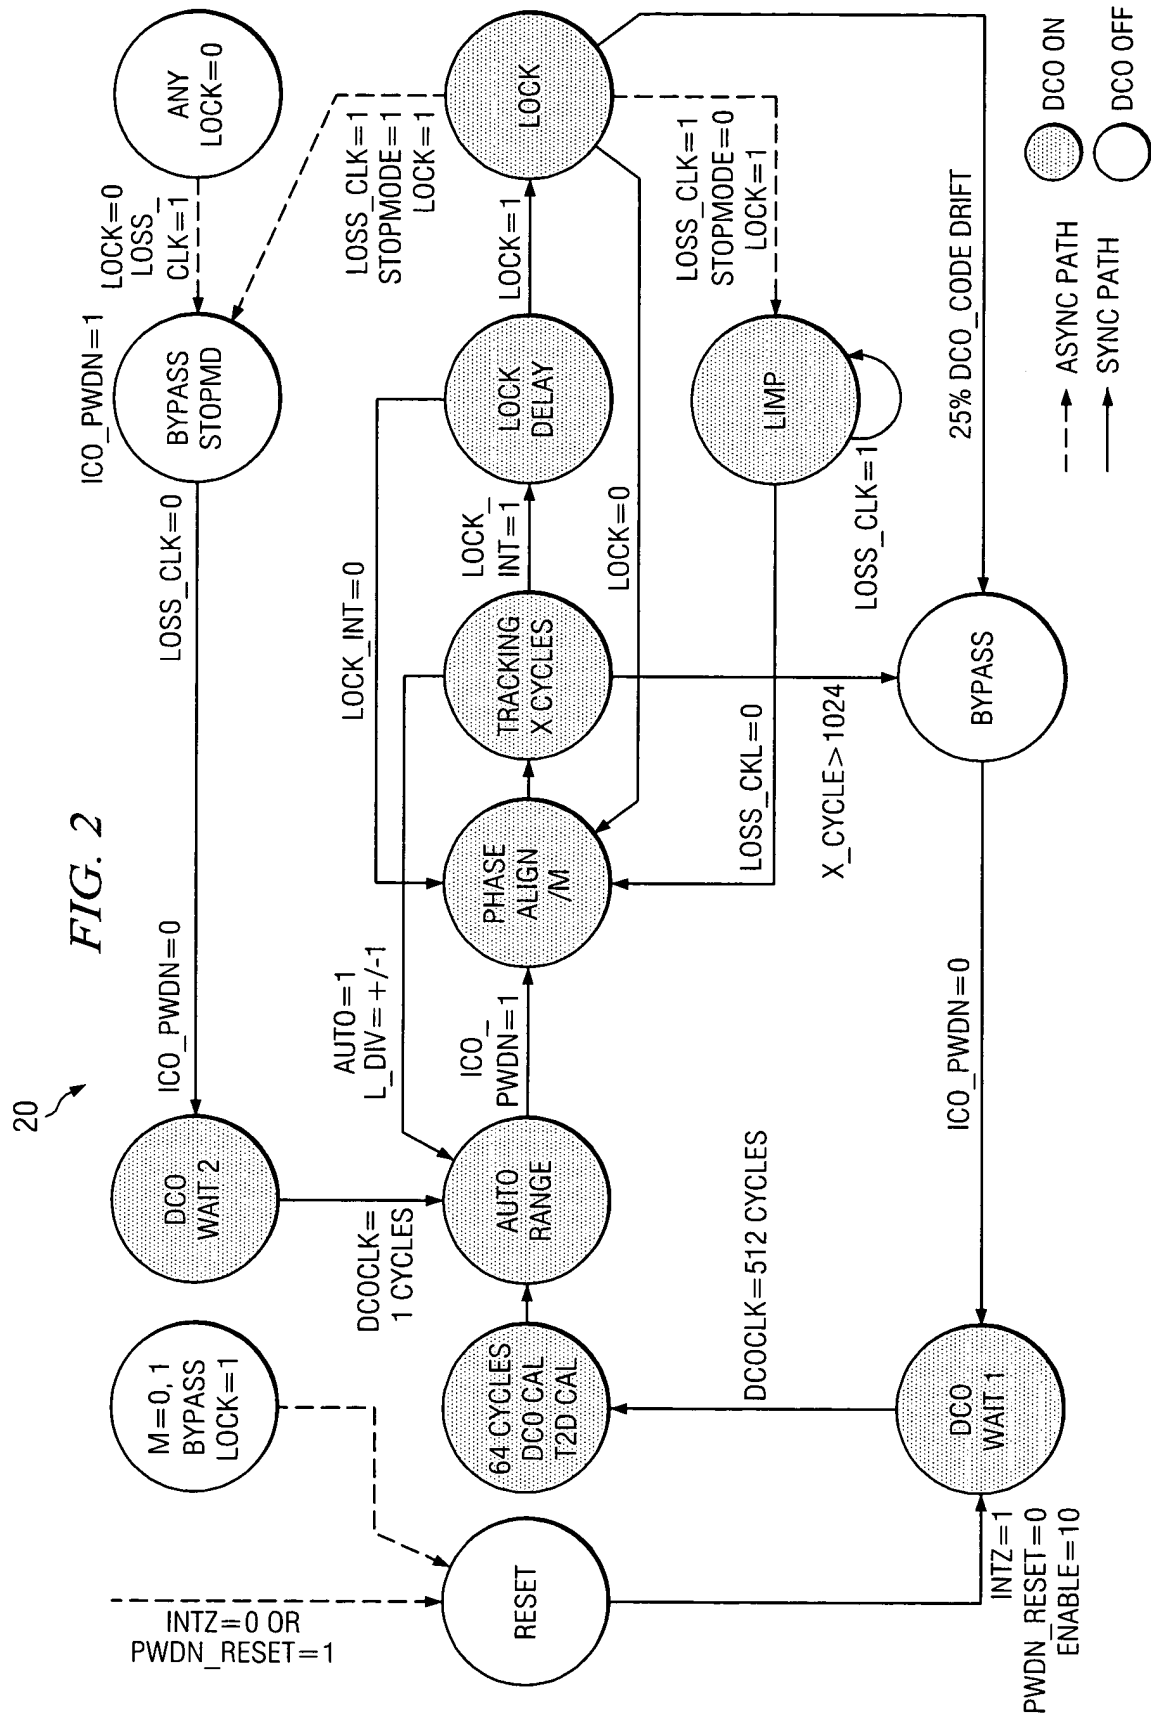 FIG. 2
20
INTZ=0 OR
PWDN_RESET=1
M=0, 1
BYPASS
LOCK=1
DCO
WAIT 2
ICO_PWDN=0
LOSS_CLK=0
ICO_PWDN=1
BYPASS
STOPMD
LOCK=0
LOSS_
CLK=1
ANY
LOCK=0
DCOCLK=
1 CYCLES
AUTO=1
L_DIV=+/-1
LOCK_INT=0
LOSS_CLK=1
STOPMODE=1
LOCK=1
RESET
64 CYCLES
DCO CAL
T2D CAL
AUTO
RANGE
ICO_
PWDN=1
PHASE
ALIGN
/M
TRACKING
X CYCLES
LOCK_
INT=1
LOCK
DELAY
LOCK=1
LOCK
LOCK=0
LOSS_CLK=1
STOPMODE=0
LOCK=1
DCOCLK=512 CYCLES
LOSS_CKL=0
LIMP
LOSS_CLK=1
X_CYCLE>1024
INTZ=1
PWDN_RESET=0
ENABLE=10
DCO
WAIT 1
ICO_PWDN=0
BYPASS
25% DCO_CODE DRIFT
ASYNC PATH
SYNC PATH
DCO ON
DCO OFF